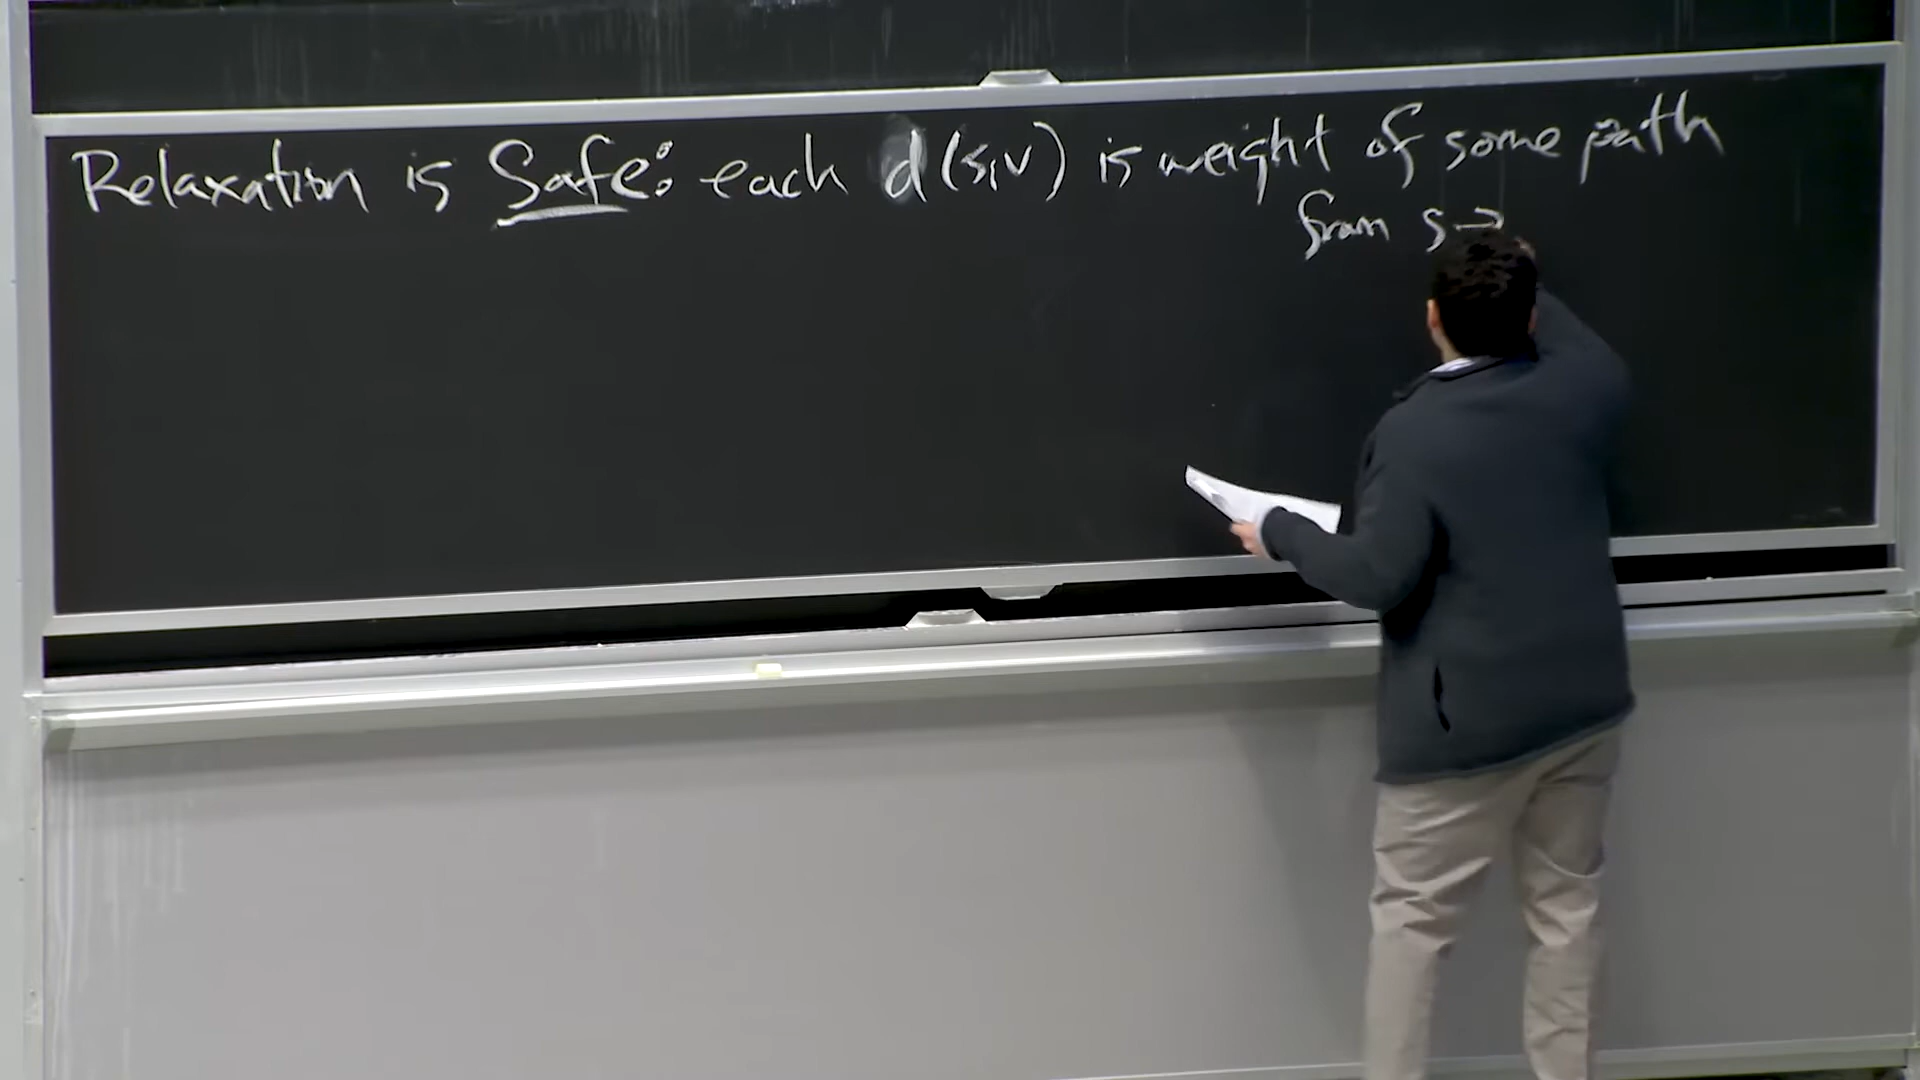 Relaxation is Safe: each d(s,v) is weight of some path
from s →